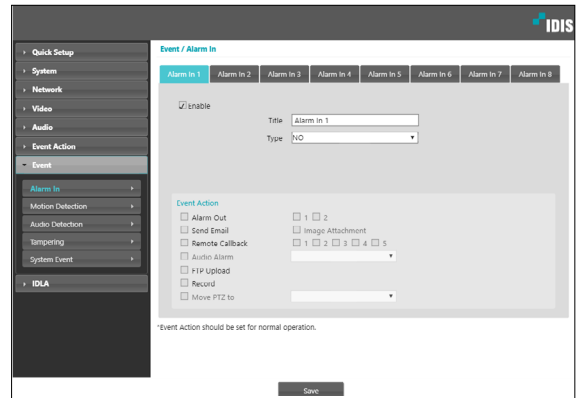 IDIS
Quick Setup
System
Network
Video
Audio
Event Action
Event
Alarm In
Motion Detection
Audio Detection
Tampering
System Event
IDLA
Event / Alarm In
Alarm In 1 Alarm In 2 Alarm In 3 Alarm In 4 Alarm In 5 Alarm In 6 Alarm In 7 Alarm In 8
Enable
Title Alarm In 1
Type NO
Event Action
Alarm Out 1 2
Send Email Image Attachment
Remote Callback 1 2 3 4 5
Audio Alarm
FTP Upload
Record
Move PTZ to
*Event Action should be set for normal operation.
Save